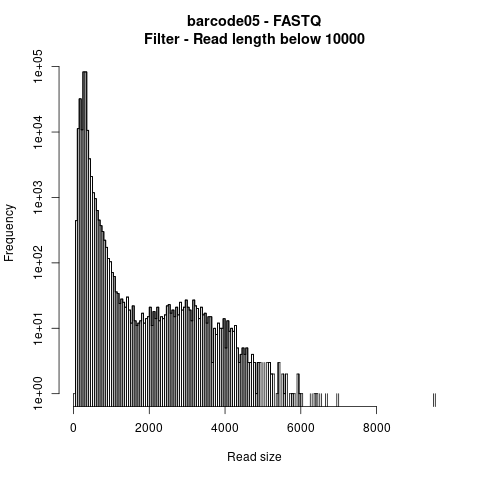 barcode05 - FASTQ
Filter - Read length below 10000
1e+05
1e+04
1e+03
1e+02
1e+01
1e+00
Frequency
0 2000 4000 6000 8000
Read size